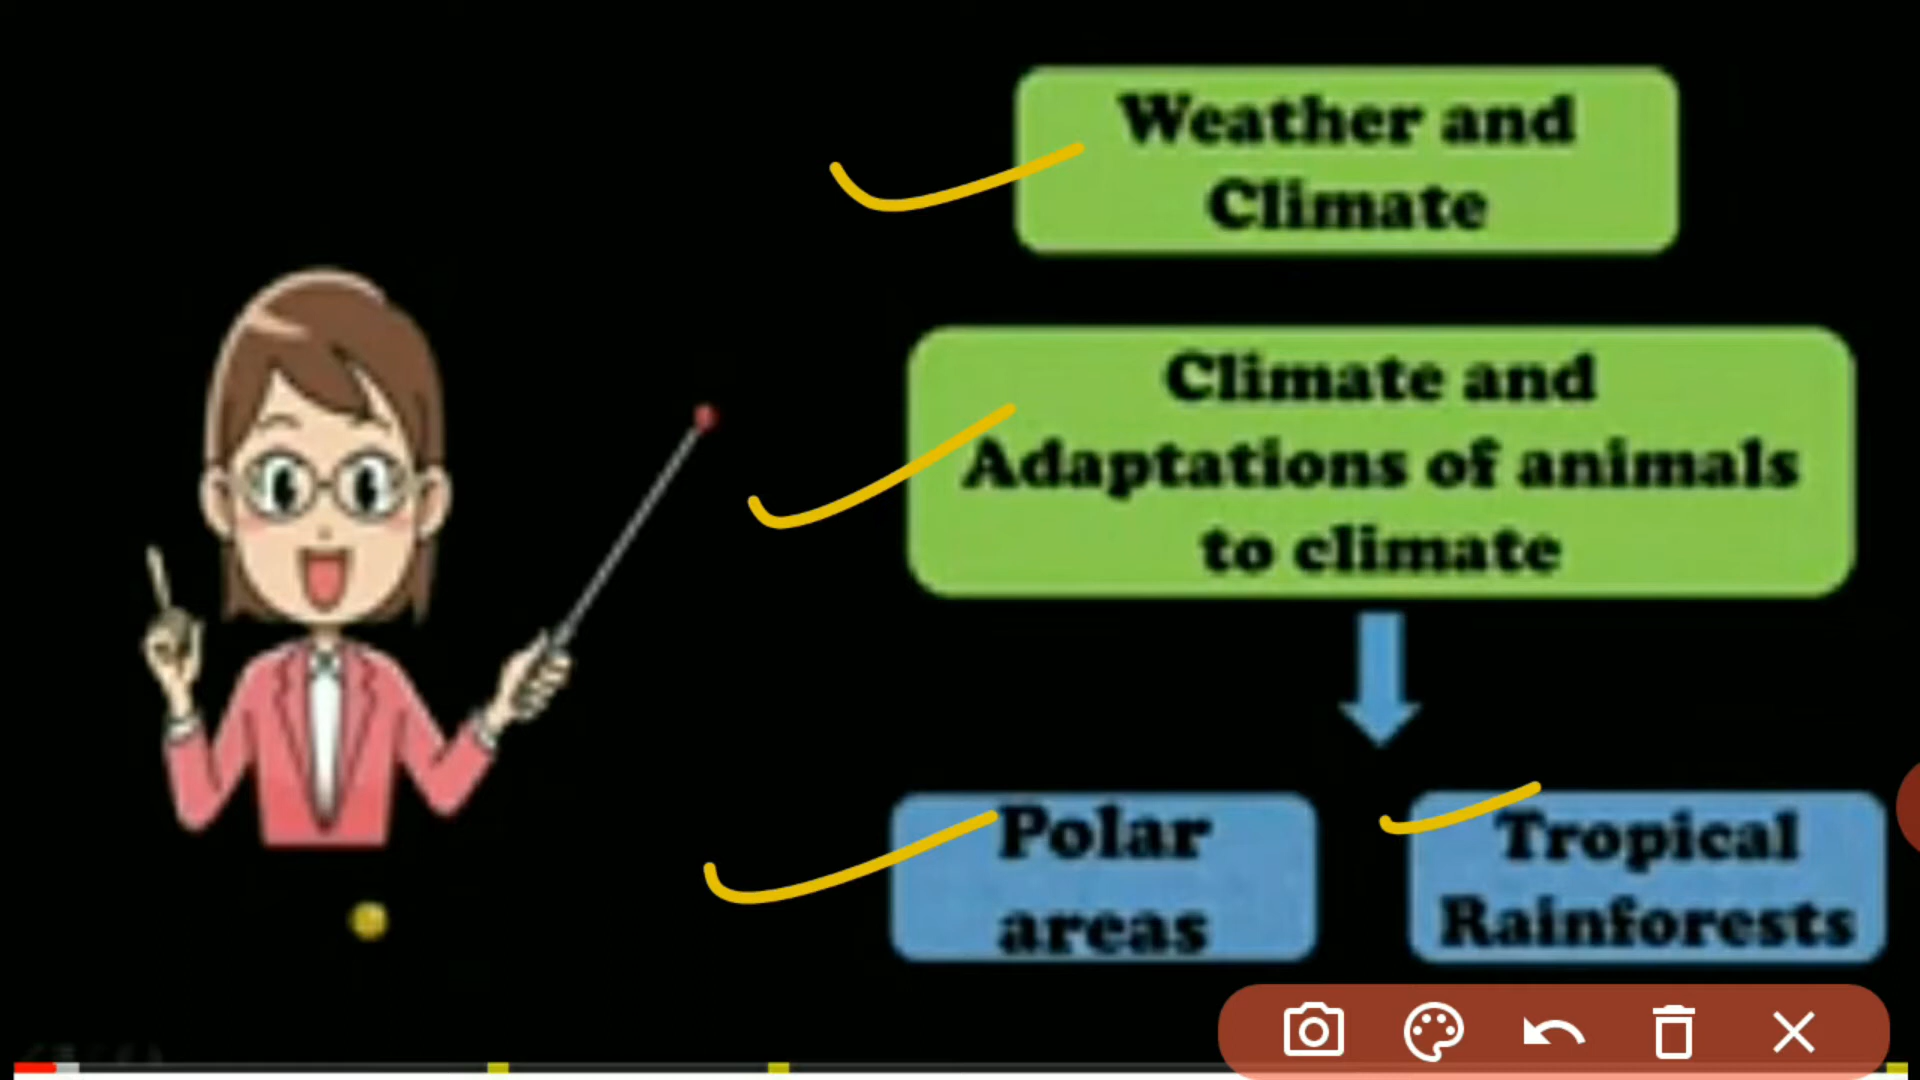 Weather and
Climate
Climate and
Adaptations of animals
to climate
Polar
areas
Tropical
Rainforests